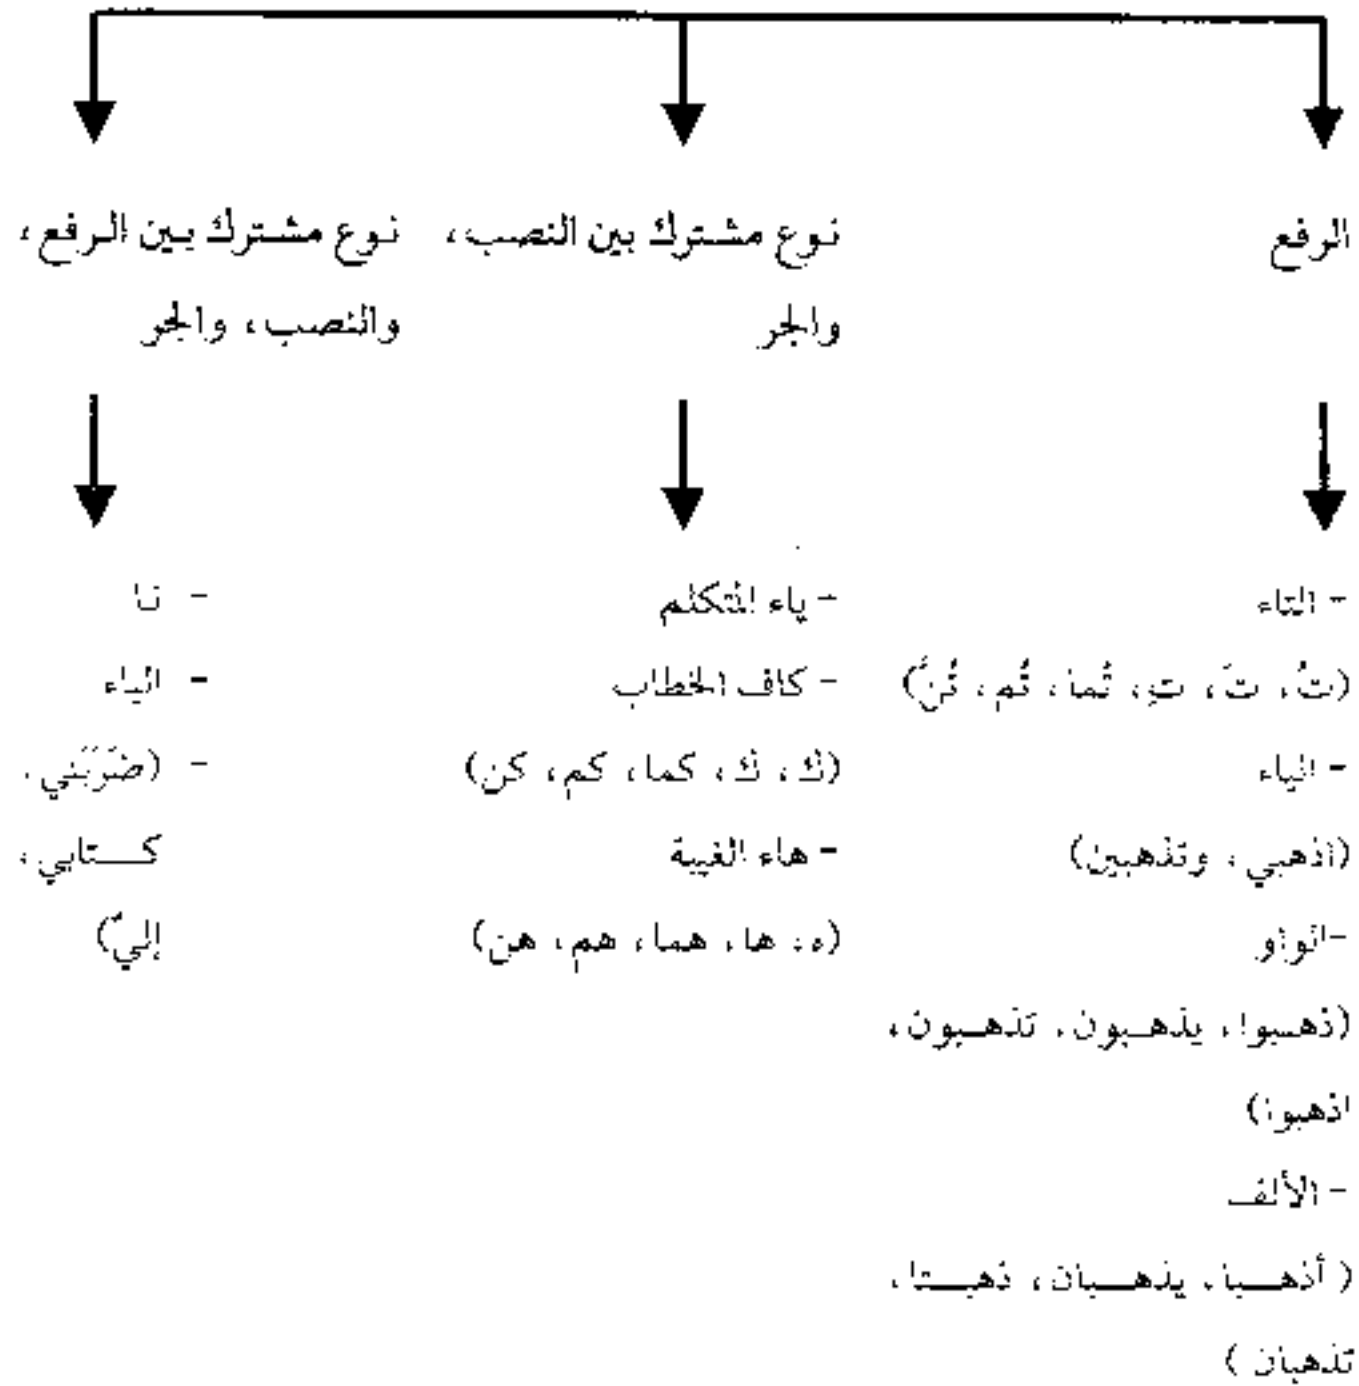 الرفع
نوع مشترك بين النصب،
والجر
نوع مشترك بين الرفع،
والنصب، والجر
- التاء
(تُ، تَ، تِ، تُما، تُم، تُنَّ)
- الياء
(اذهبي، وتذهبين)
-الواو
(ذهبوا، يذهبون، تذهبون،
اذهبوا)
- الألف
( أذهبا، يذهبان، ذهبتا،
تذهبان )
- ياء المتكلم
- كاف الخطاب
(ك، ك، كما، كم، كن)
- هاء الغيبة
(ه، ها، هما، هم، هن)
- نا
- الياء
- (ضَرَبَني،
كتابي،
إليَّ)